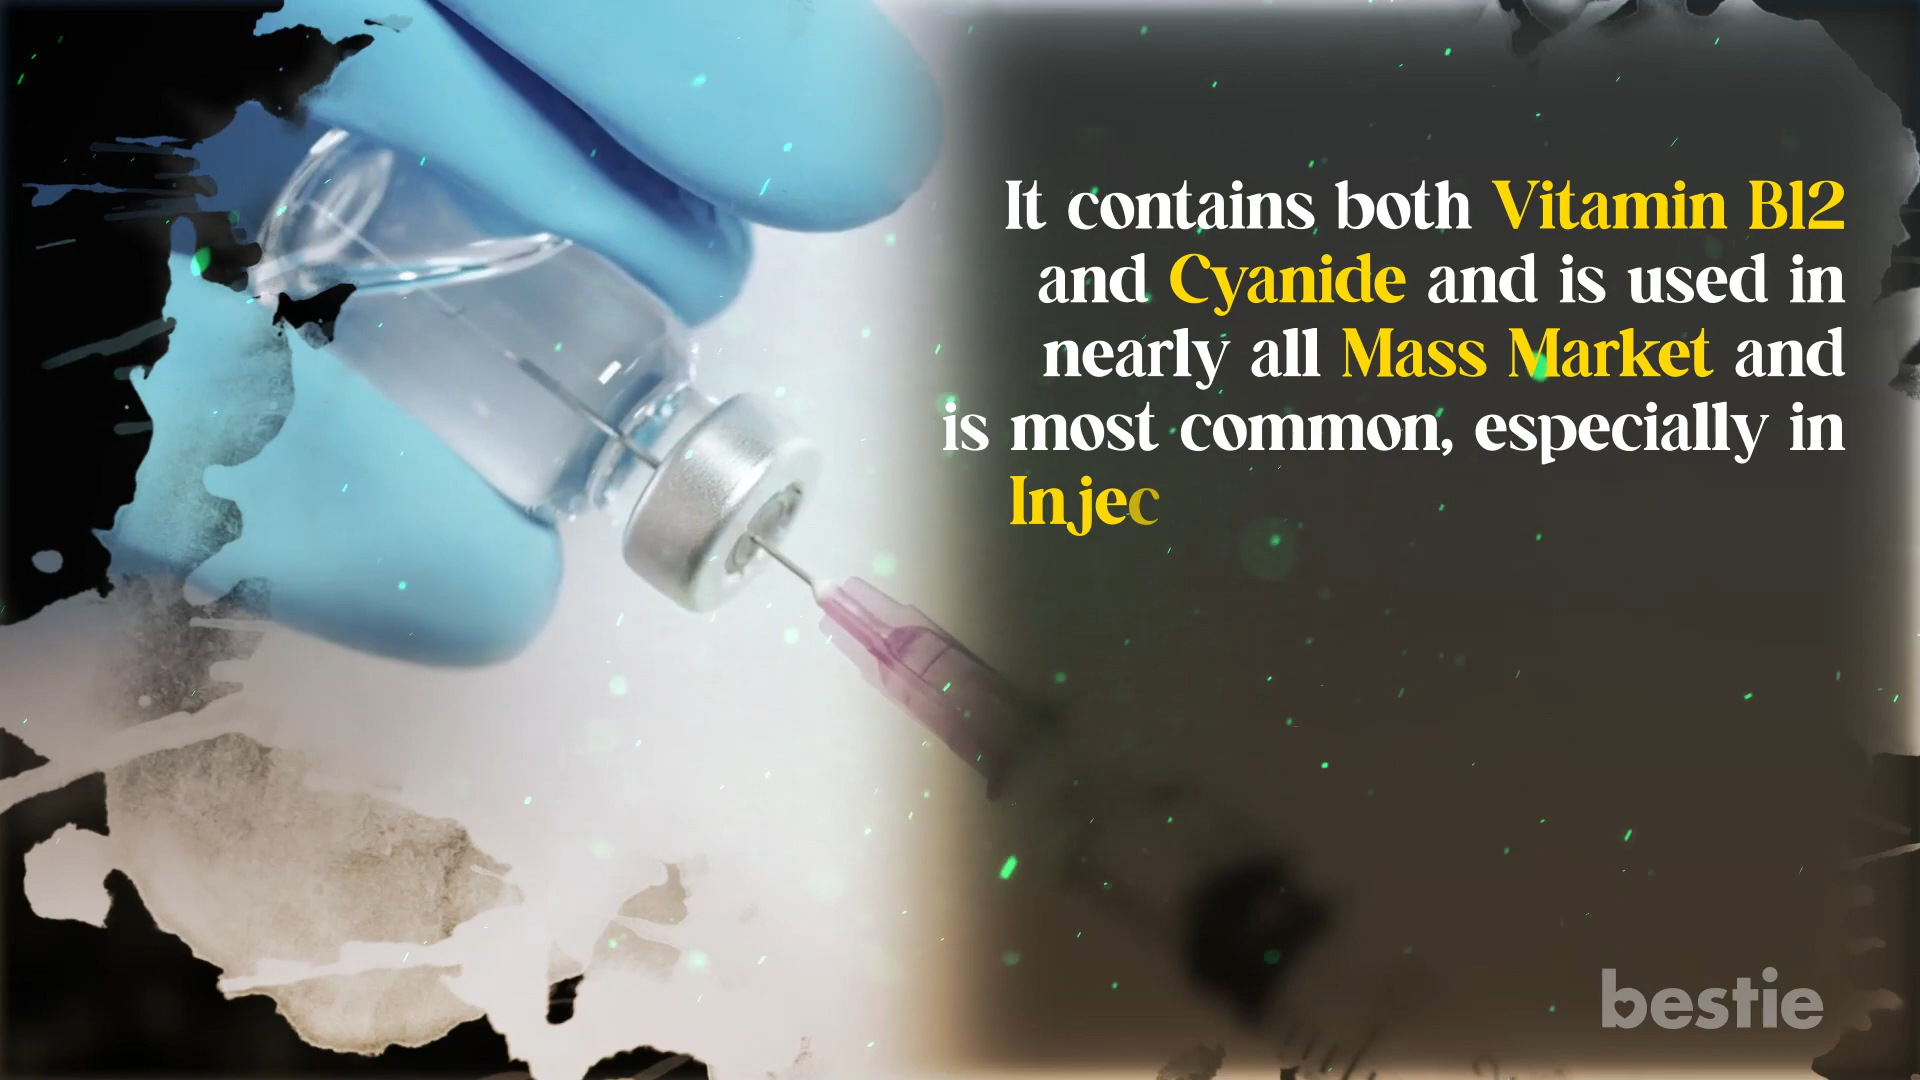 It contains both Vitamin B12
and Cyanide and is used in
nearly all Mass Market and
is most common, especially in
Injec
bestie